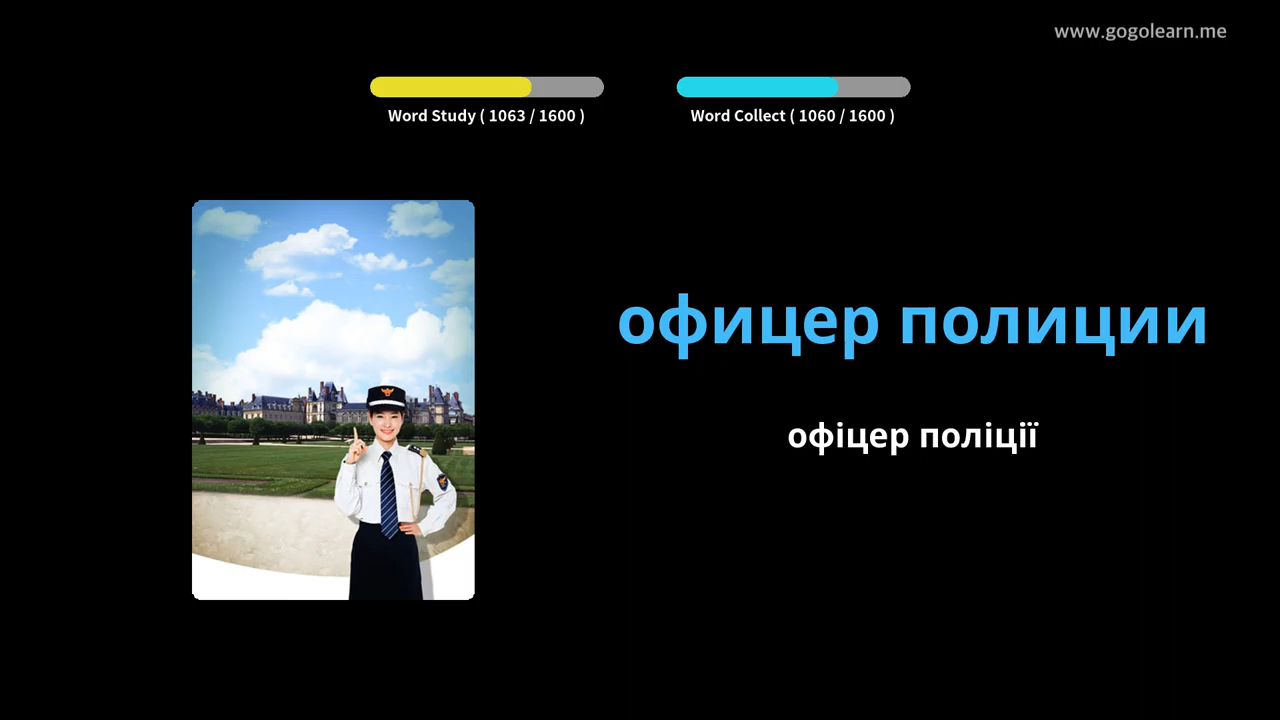 www.gogolearn.me
Word Study ( 1063 / 1600 )
Word Collect ( 1060 / 1600 )
офицер полиции
офіцер поліції